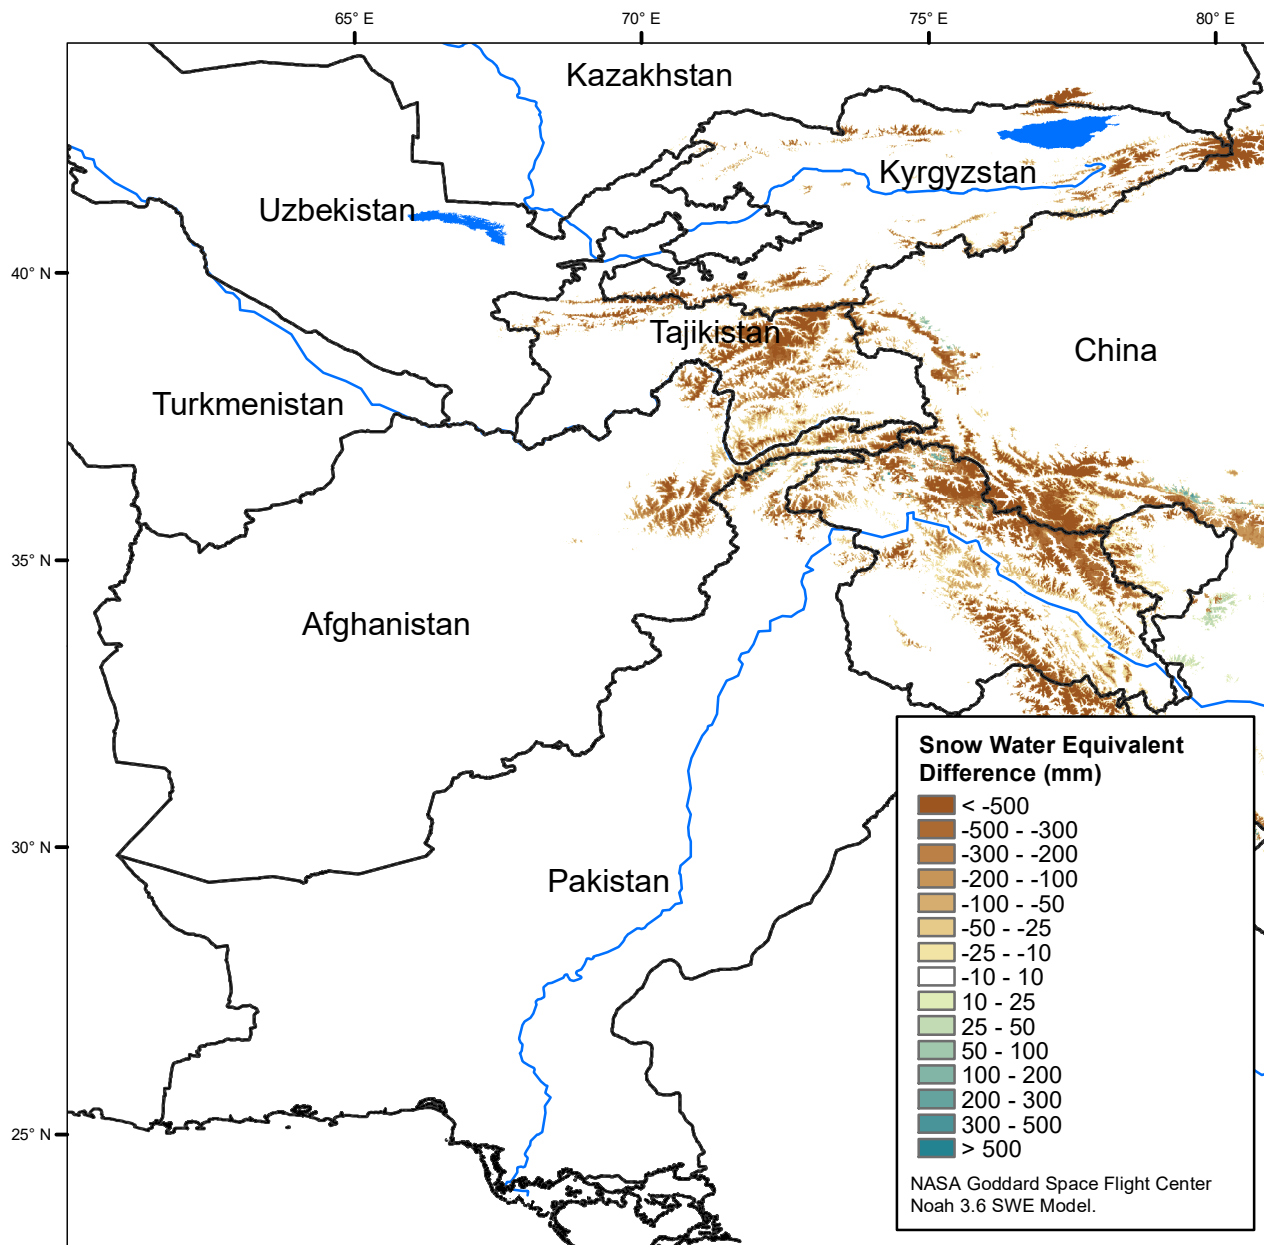 65° E
70° E
75° E
80° E
Kazakhstan
Kyrgyzstan
Uzbekistan
40° N
Tajikistan
China
Turkmenistan
35° N
Afghanistan
Snow Water Equivalent
Difference (mm)
< -500
-500 - -300
-300 - -200
-200 - -100
-100 - -50
-50 - -25
-25 - -10
-10 - 10
10 - 25
25 - 50
50 - 100
100 - 200
200 - 300
300 - 500
> 500
NASA Goddard Space Flight Center
Noah 3.6 SWE Model.
30° N
Pakistan
25° N